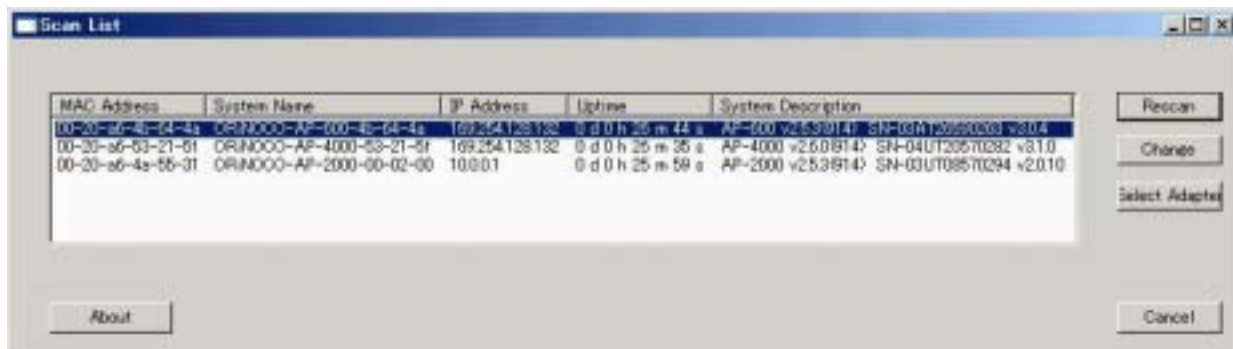 Scan List
MAC Address System Name IP Address Uptime System Description
00-20-a6-4b-64-4a ORiNOCO-AP-600-4b-64-4a 169.254.128.132 0 d 0 h 25 m 44 s AP-600 v2.5.3(914) SN-03AT26590263 v3.0.4
00-20-a6-53-21-5f ORiNOCO-AP-4000-53-21-5f 169.254.128.132 0 d 0 h 25 m 35 s AP-4000 v2.5.0(914) SN-04UT20570282 v3.1.0
00-20-a6-4a-55-31 ORiNOCO-AP-2000-00-02-00 10.0.0.1 0 d 0 h 25 m 59 s AP-2000 v2.5.3(914) SN-03UT08570294 v2.0.10
Rescan
Change
Select Adapter
About
Cancel